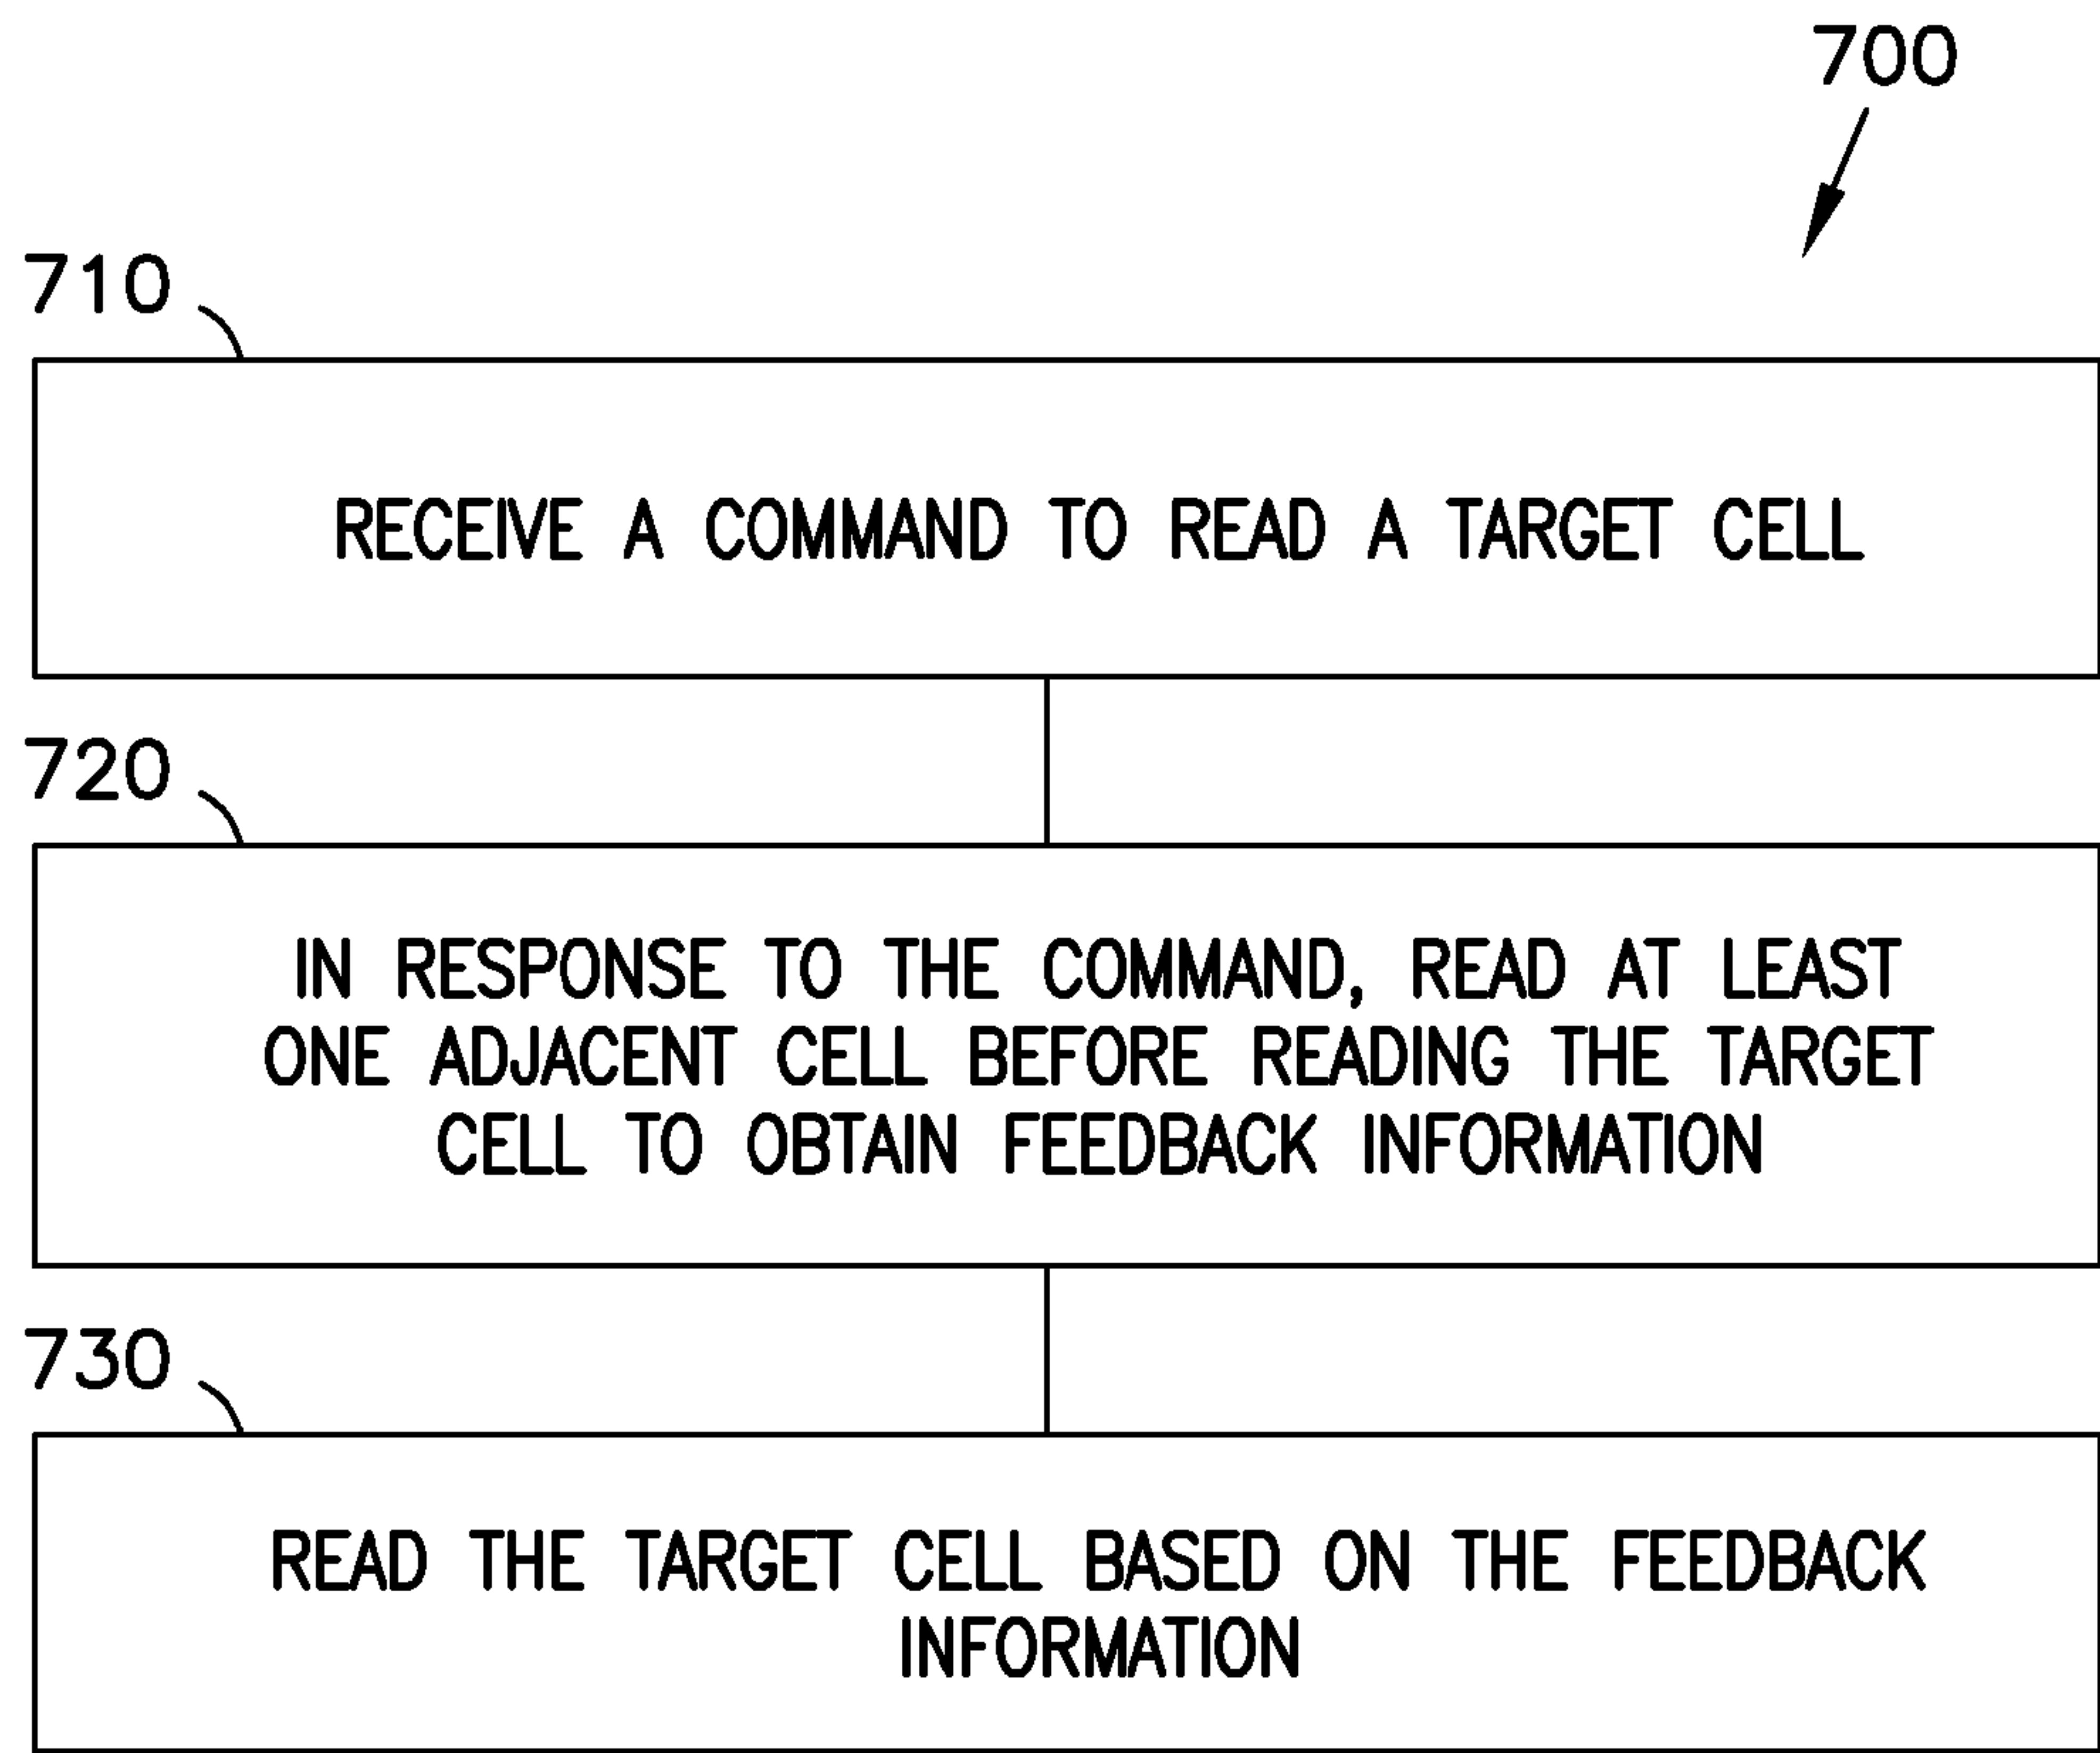 700
710
RECEIVE A COMMAND TO READ A TARGET CELL
720
IN RESPONSE TO THE COMMAND, READ AT LEAST
ONE ADJACENT CELL BEFORE READING THE TARGET
CELL TO OBTAIN FEEDBACK INFORMATION
730
READ THE TARGET CELL BASED ON THE FEEDBACK
INFORMATION